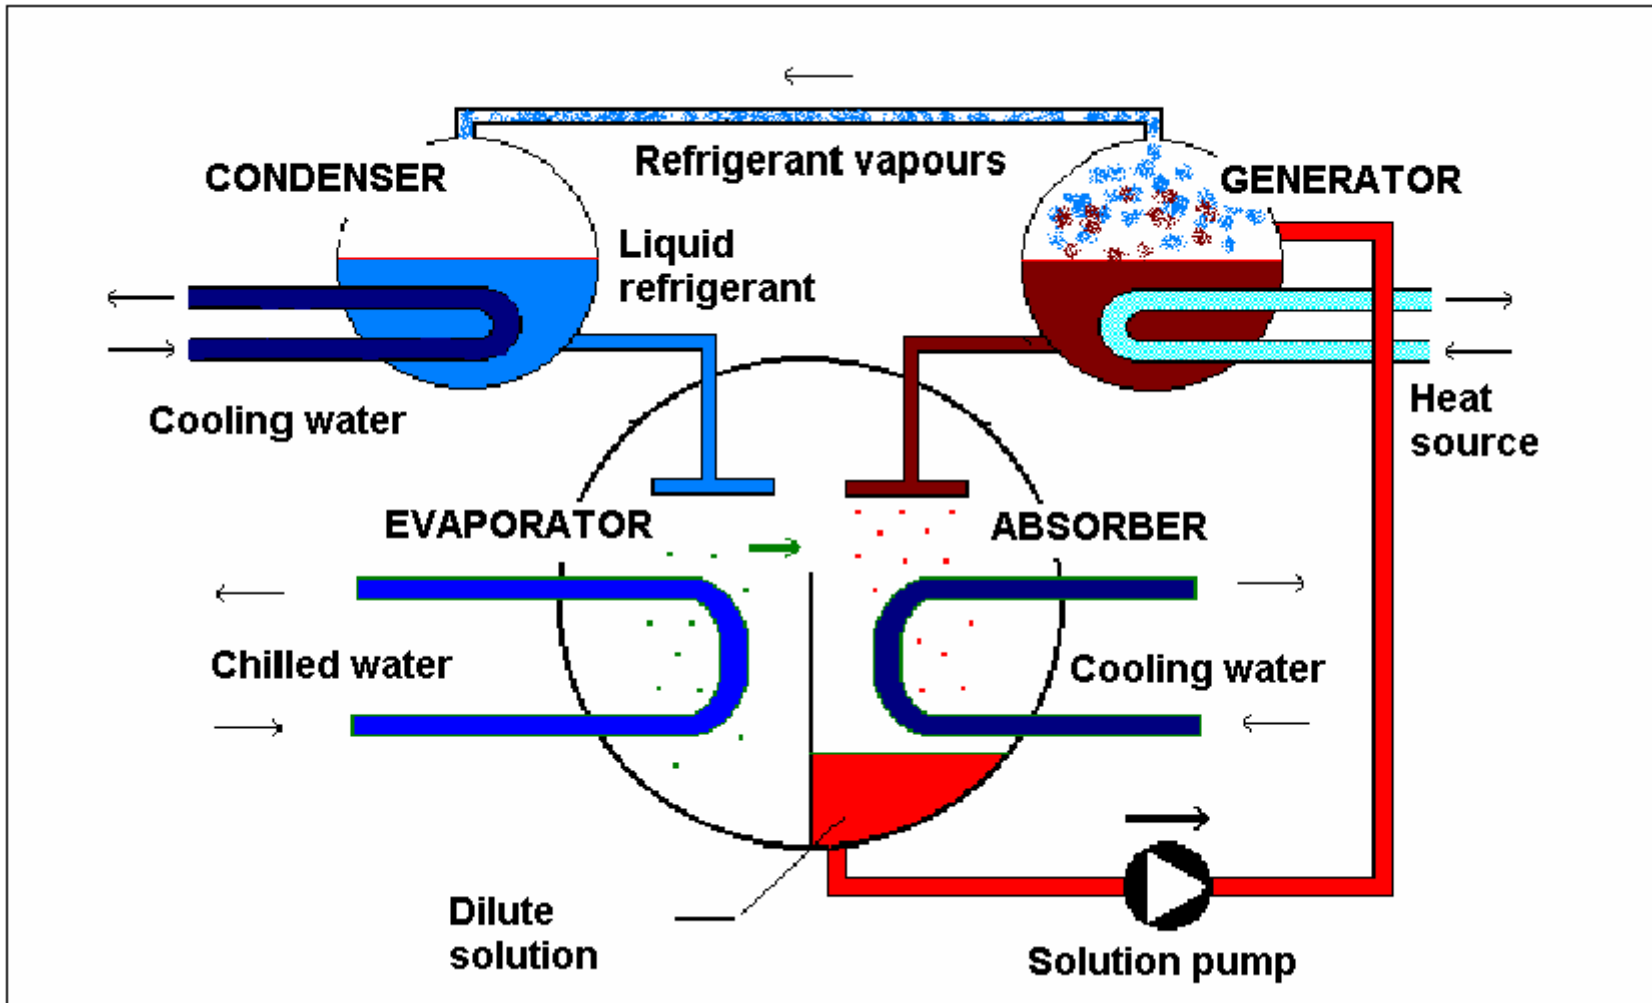 Refrigerant vapours
CONDENSER
GENERATOR
Liquid
refrigerant
Cooling water
Heat
source
EVAPORATOR
ABSORBER
Chilled water
Cooling water
Dilute
solution
Solution pump